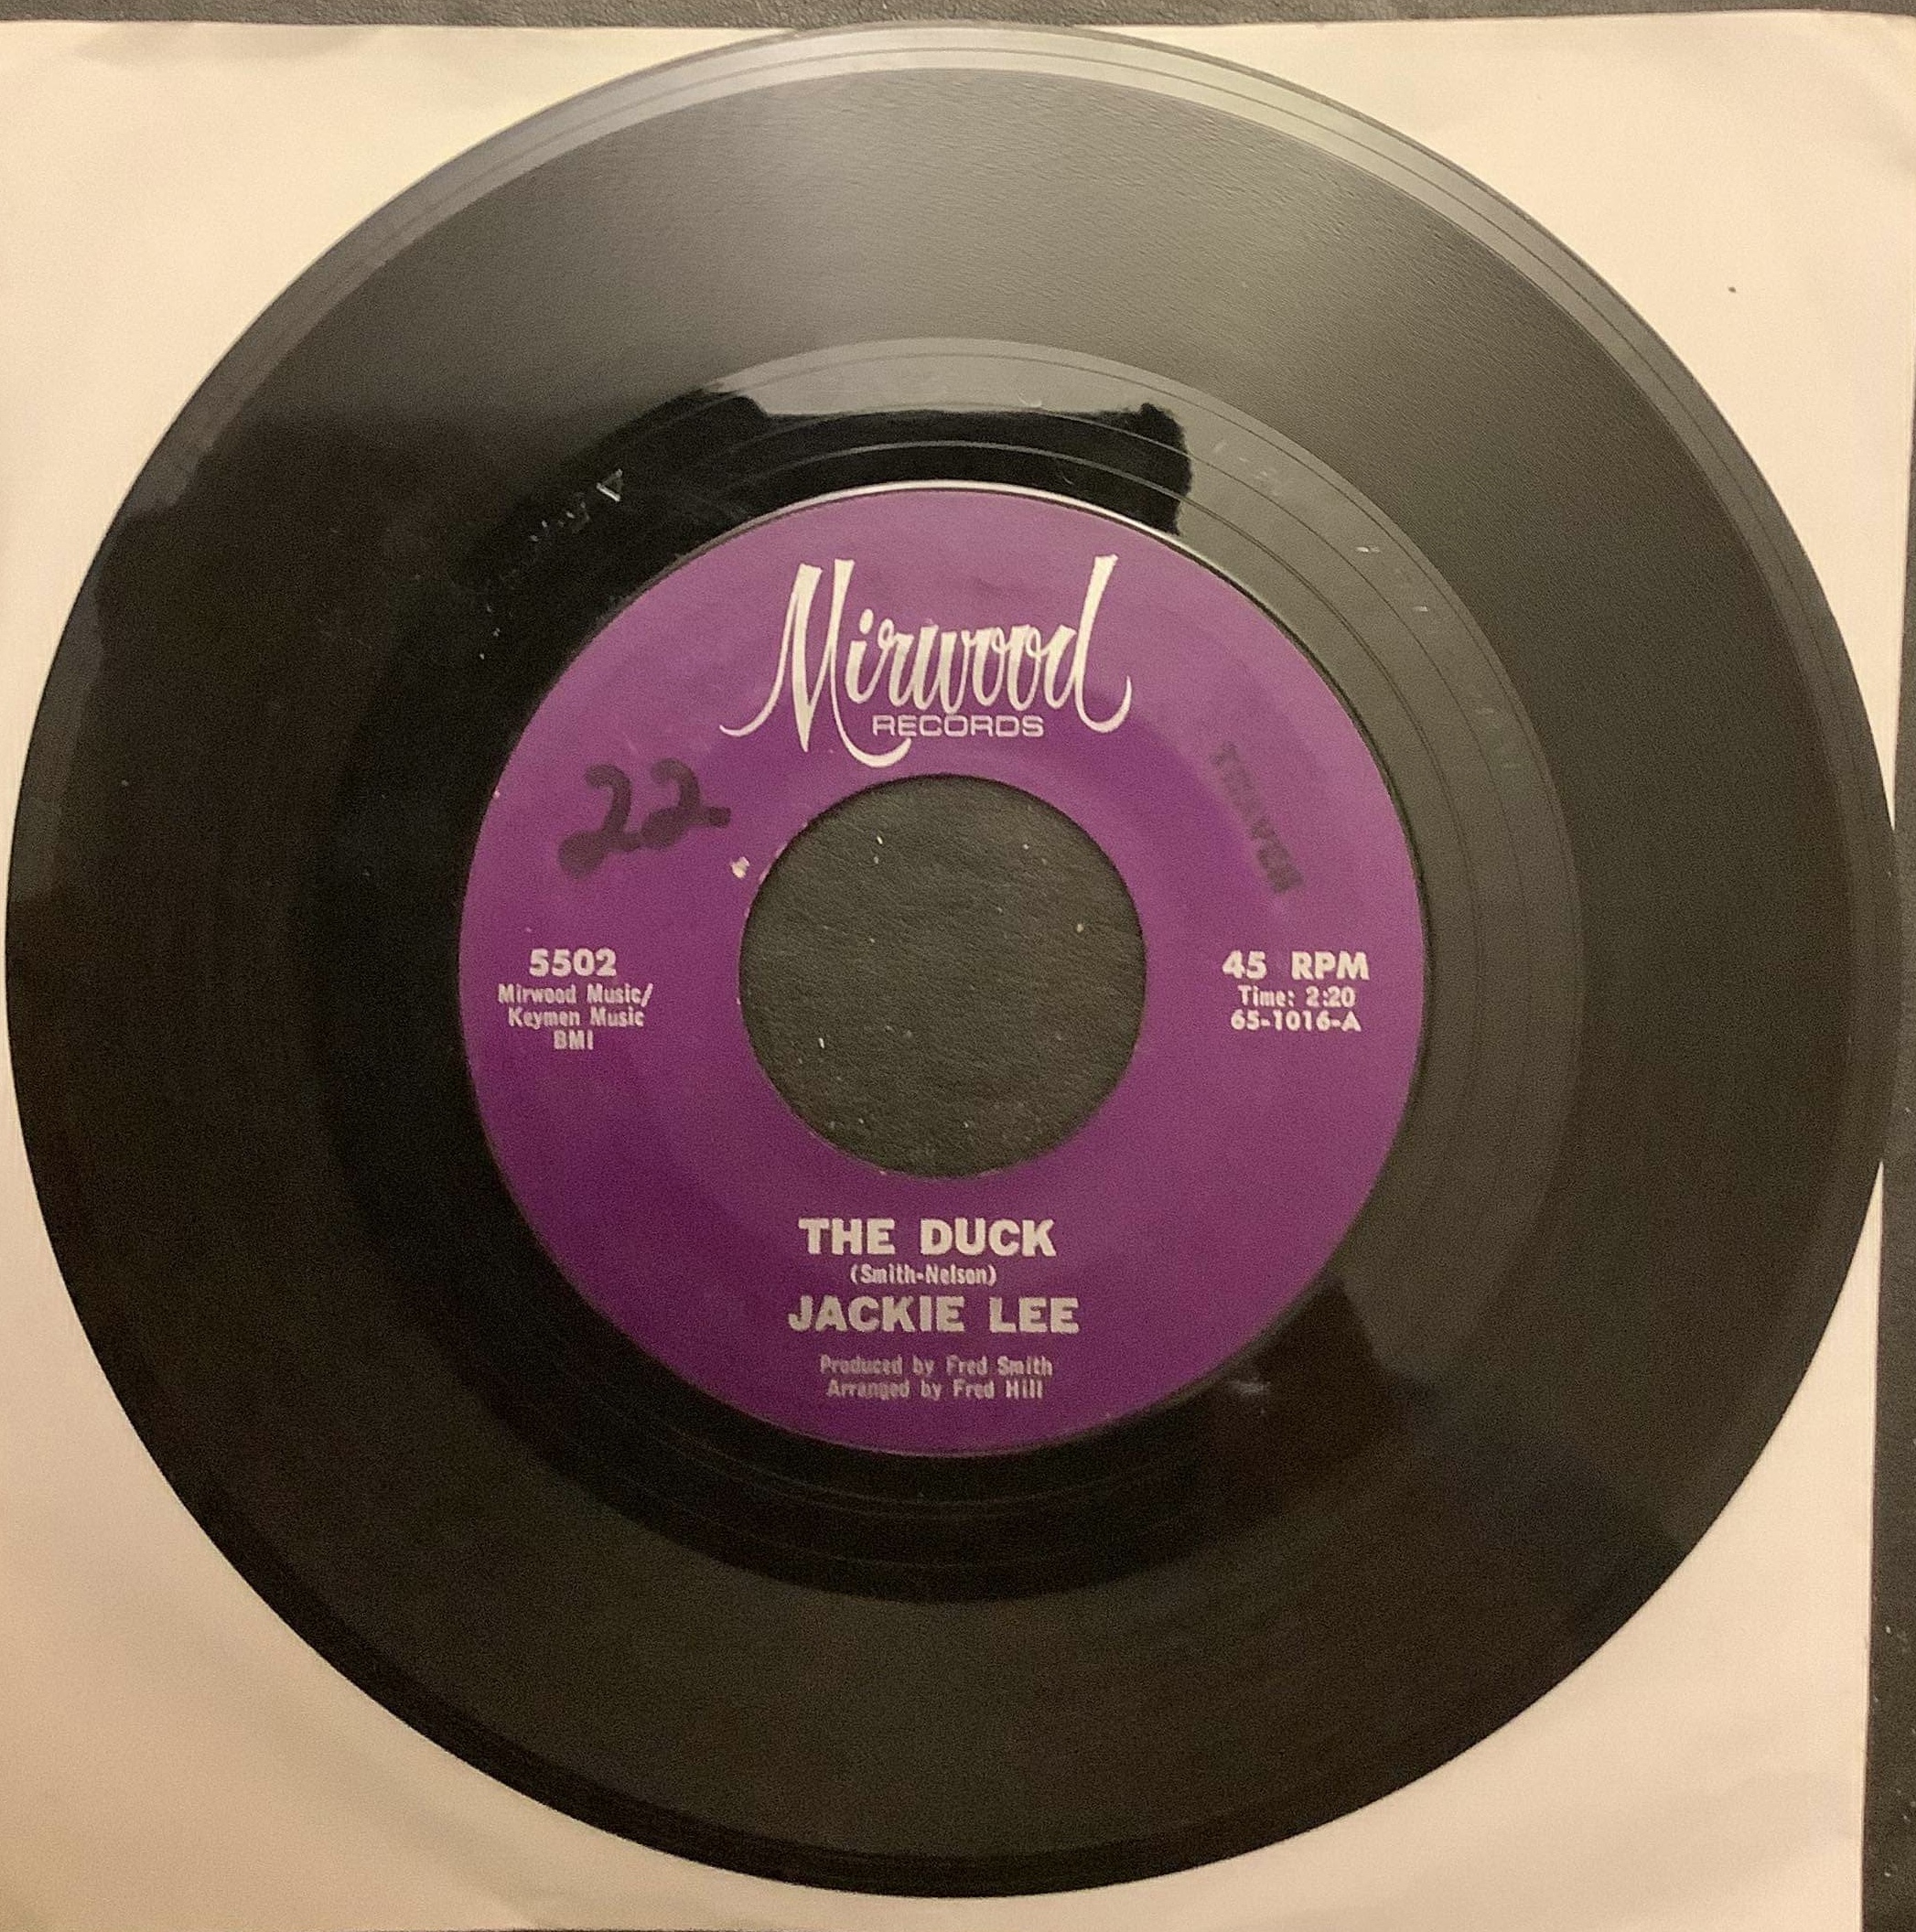 Mirwood
RECORDS
22
5502
Mirwood Music/
Keymen Music
BMI
45 RPM
Time: 2:20
65-1016-A
THE DUCK
(Smith-Nelson)
JACKIE LEE
Produced by Fred Smith
Arranged by Fred Hill